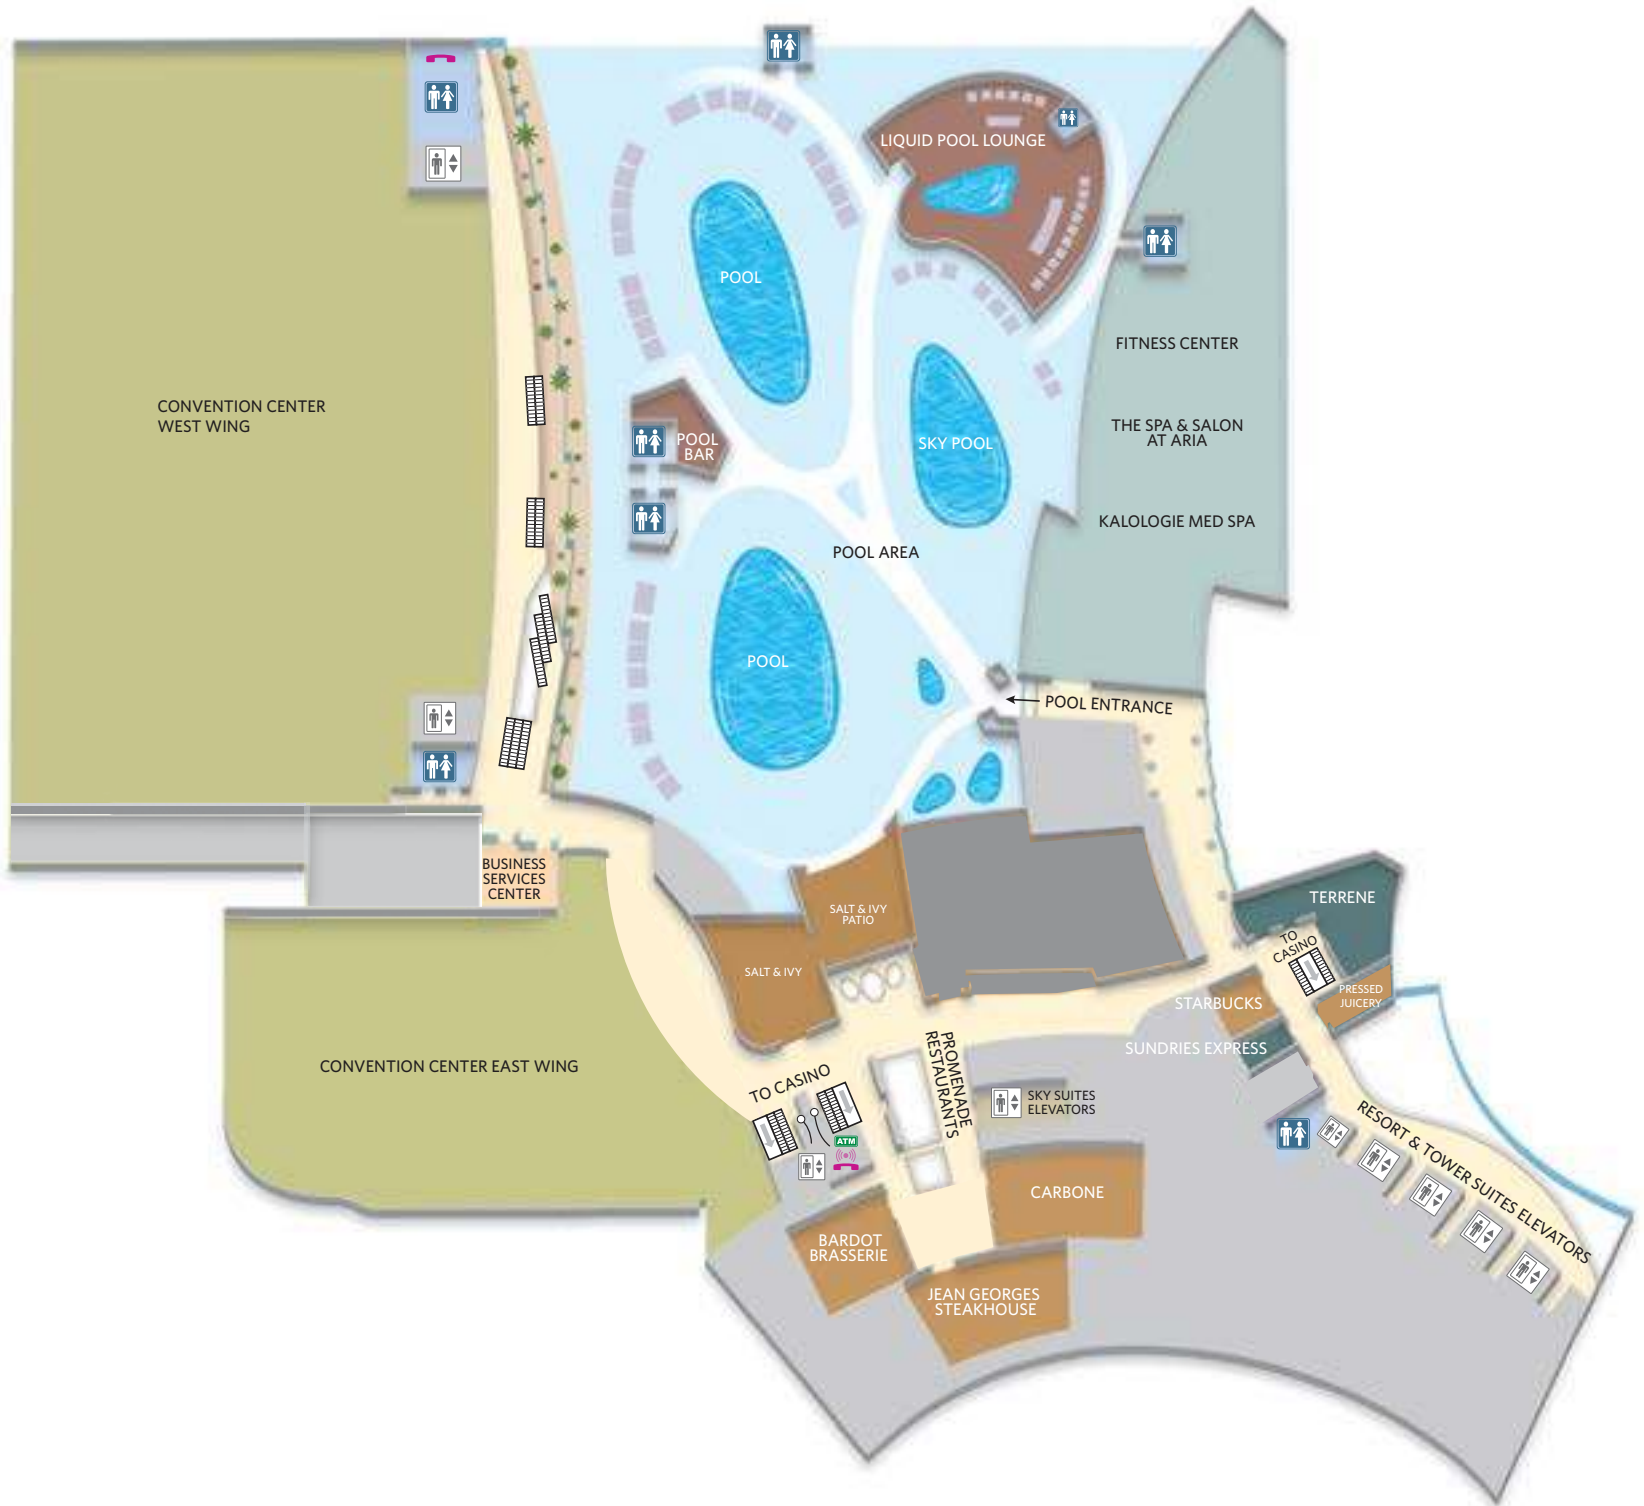 LIQUID POOL LOUNGE
POOL
FITNESS CENTER
CONVENTION CENTER
WEST WING
THE SPA & SALON
AT ARIA
POOL
BAR
SKY POOL
KALOLOGIE MED SPA
POOL AREA
POOL
POOL ENTRANCE
BUSINESS
SERVICES
CENTER
SALT & IVY
PATIO
TERRENE
TO
CASINO
SALT & IVY
PRESSED
JUICERY
STARBUCKS
SUNDRIES EXPRESS
CONVENTION CENTER EAST WING
TO CASINO
PROMENADE
RESTAURANTS
SKY SUITES
ELEVATORS
ATM
RESORT & TOWER SUITES ELEVATORS
CARBONE
BARDOT
BRASSERIE
JEAN GEORGES
STEAKHOUSE